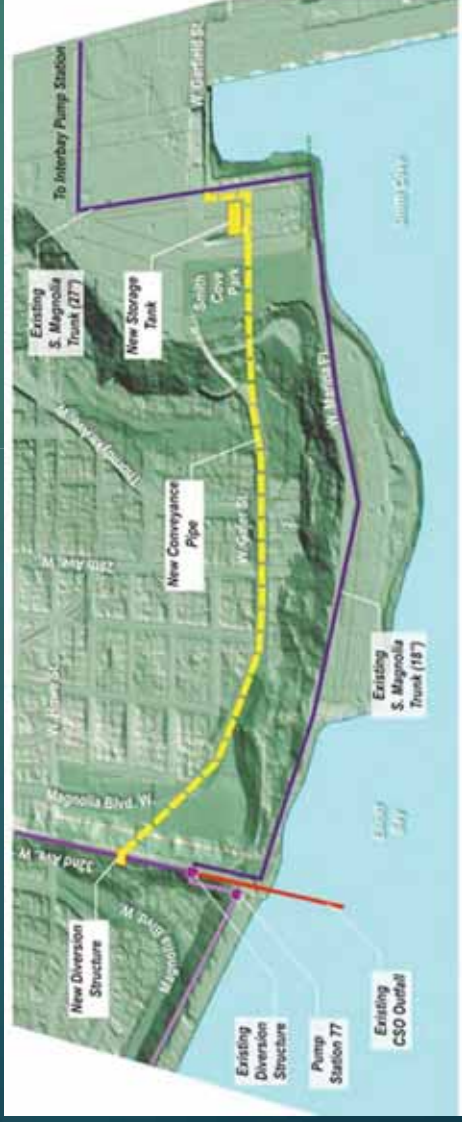 To Interbay Pump Station
W. Garfield St.
Existing
S. Magnolia
Trunk (27")
New Storage
Tank
Smith
Cove
Park
Smith Cove
Thorndyke Ave. W.
28th Ave. W.
New Conveyance
Pipe
W. Galer St.
W. Marina Pl.
Existing
S. Magnolia
Trunk (18")
Magnolia Blvd. W.
32nd Ave. W.
Magnolia Blvd. W.
New Diversion
Structure
Existing
Diversion
Structure
Pump
Station 77
Existing
CSO Outfall
Bay